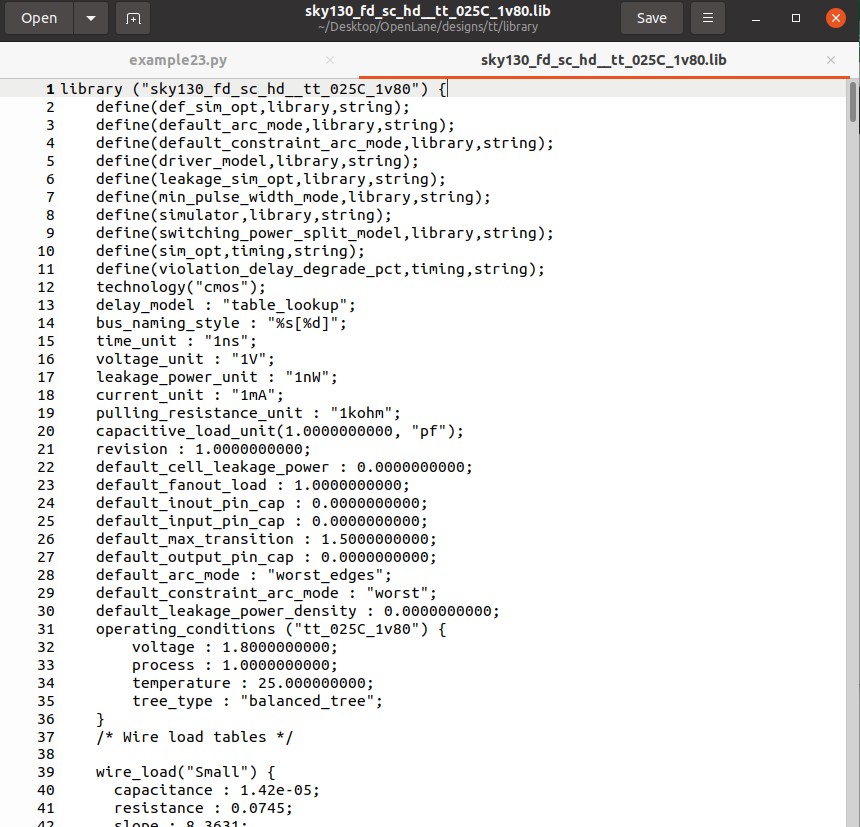 Open
sky130_fd_sc_hd__tt_025C_1v80.lib
~/Desktop/OpenLane/designs/tt/library
Save
example23.py
sky130_fd_sc_hd__tt_025C_1v80.lib
1 library ("sky130_fd_sc_hd__tt_025C_1v80") {
2     define(def_sim_opt,library,string);
3     define(default_arc_mode,library,string);
4     define(default_constraint_arc_mode,library,string);
5     define(driver_model,library,string);
6     define(leakage_sim_opt,library,string);
7     define(min_pulse_width_mode,library,string);
8     define(simulator,library,string);
9     define(switching_power_split_model,library,string);
10     define(sim_opt,timing,string);
11     define(violation_delay_degrade_pct,timing,string);
12     technology("cmos");
13     delay_model : "table_lookup";
14     bus_naming_style : "%s[%d]";
15     time_unit : "1ns";
16     voltage_unit : "1V";
17     leakage_power_unit : "1nW";
18     current_unit : "1mA";
19     pulling_resistance_unit : "1kohm";
20     capacitive_load_unit(1.0000000000, "pf");
21     revision : 1.0000000000;
22     default_cell_leakage_power : 0.0000000000;
23     default_fanout_load : 1.0000000000;
24     default_inout_pin_cap : 0.0000000000;
25     default_input_pin_cap : 0.0000000000;
26     default_max_transition : 1.5000000000;
27     default_output_pin_cap : 0.0000000000;
28     default_arc_mode : "worst_edges";
29     default_constraint_arc_mode : "worst";
30     default_leakage_power_density : 0.0000000000;
31     operating_conditions ("tt_025C_1v80") {
32         voltage : 1.8000000000;
33         process : 1.0000000000;
34         temperature : 25.000000000;
35         tree_type : "balanced_tree";
36     }
37     /* Wire load tables */
38
39     wire_load("Small") {
40       capacitance : 1.42e-05;
41       resistance : 0.0745;
42       slope : 8.3631;